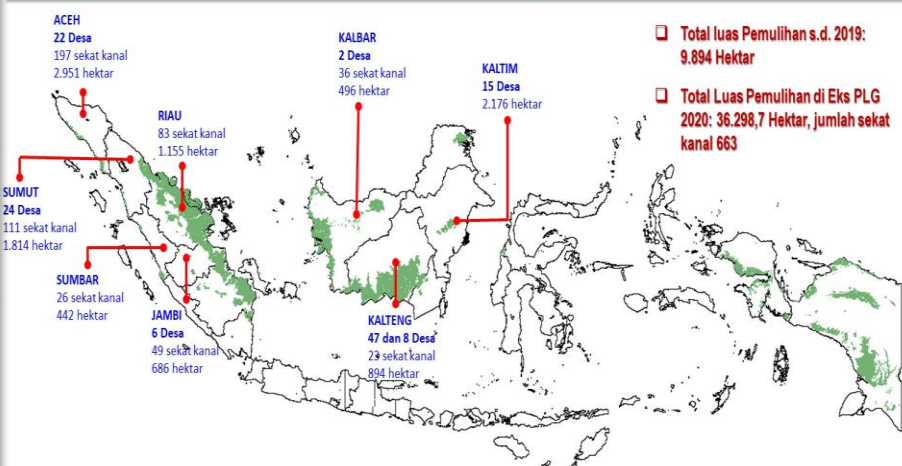 ACEH
22 Desa
197 sekat kanal
2.951 hektar
RIAU
83 sekat kanal
1.155 hektar
KALBAR
2 Desa
36 sekat kanal
496 hektar
KALTIM
15 Desa
2.176 hektar
❑ Total luas Pemulihan s.d. 2019:
9.894 Hektar
❑ Total Luas Pemulihan di Eks PLG
2020: 36.298,7 Hektar, jumlah sekat
kanal 663
SUMUT
24 Desa
111 sekat kanal
1.814 hektar
SUMBAR
26 sekat kanal
442 hektar
JAMBI
6 Desa
49 sekat kanal
686 hektar
KALTENG
47 dan 8 Desa
23 sekat kanal
894 hektar